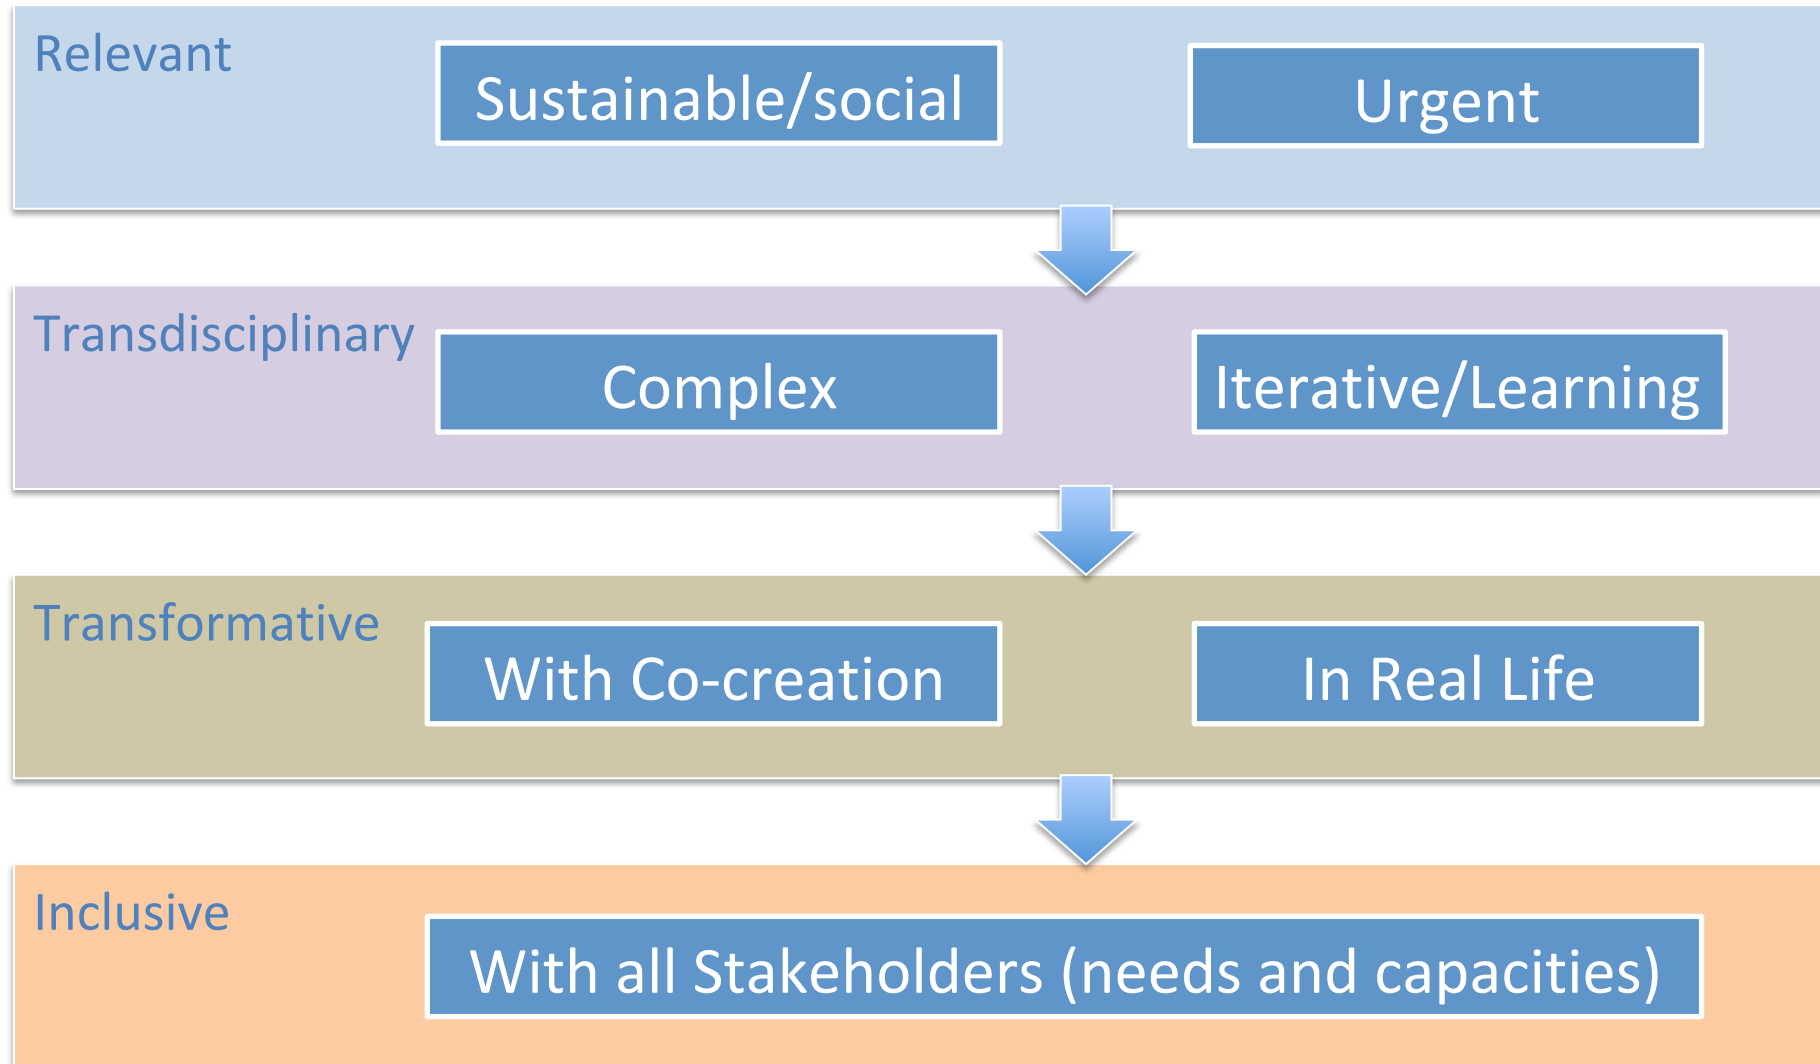 Relevant
Sustainable/social
Urgent
Transdisciplinary
Complex
Iterative/Learning
Transformative
With Co-creation
In Real Life
Inclusive
With all Stakeholders (needs and capacities)